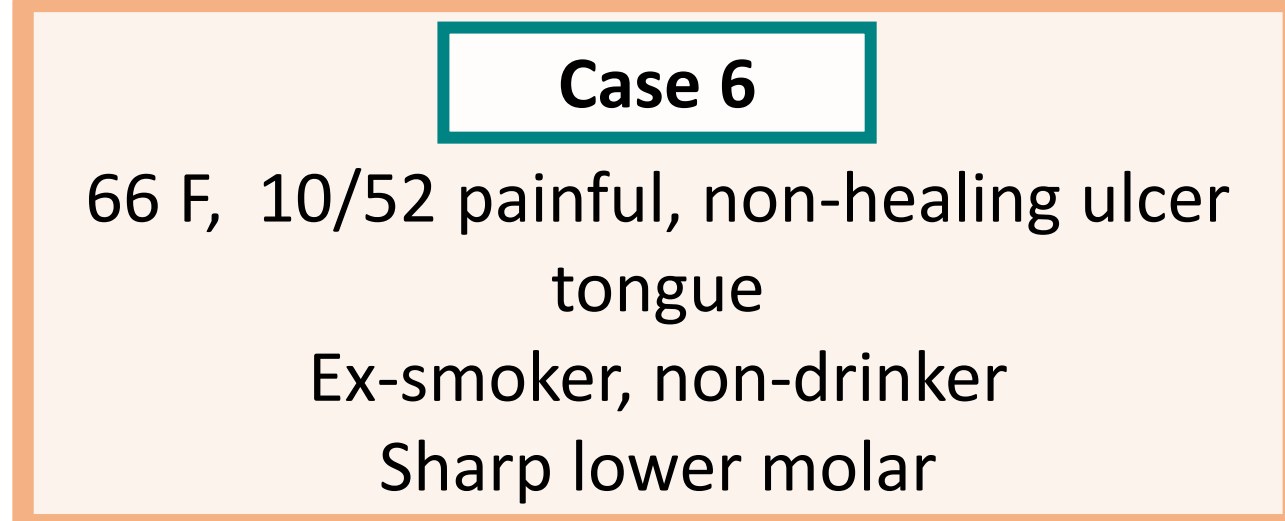 Case 6
66 F, 10/52 painful, non-healing ulcer
tongue
Ex-smoker, non-drinker
Sharp lower molar